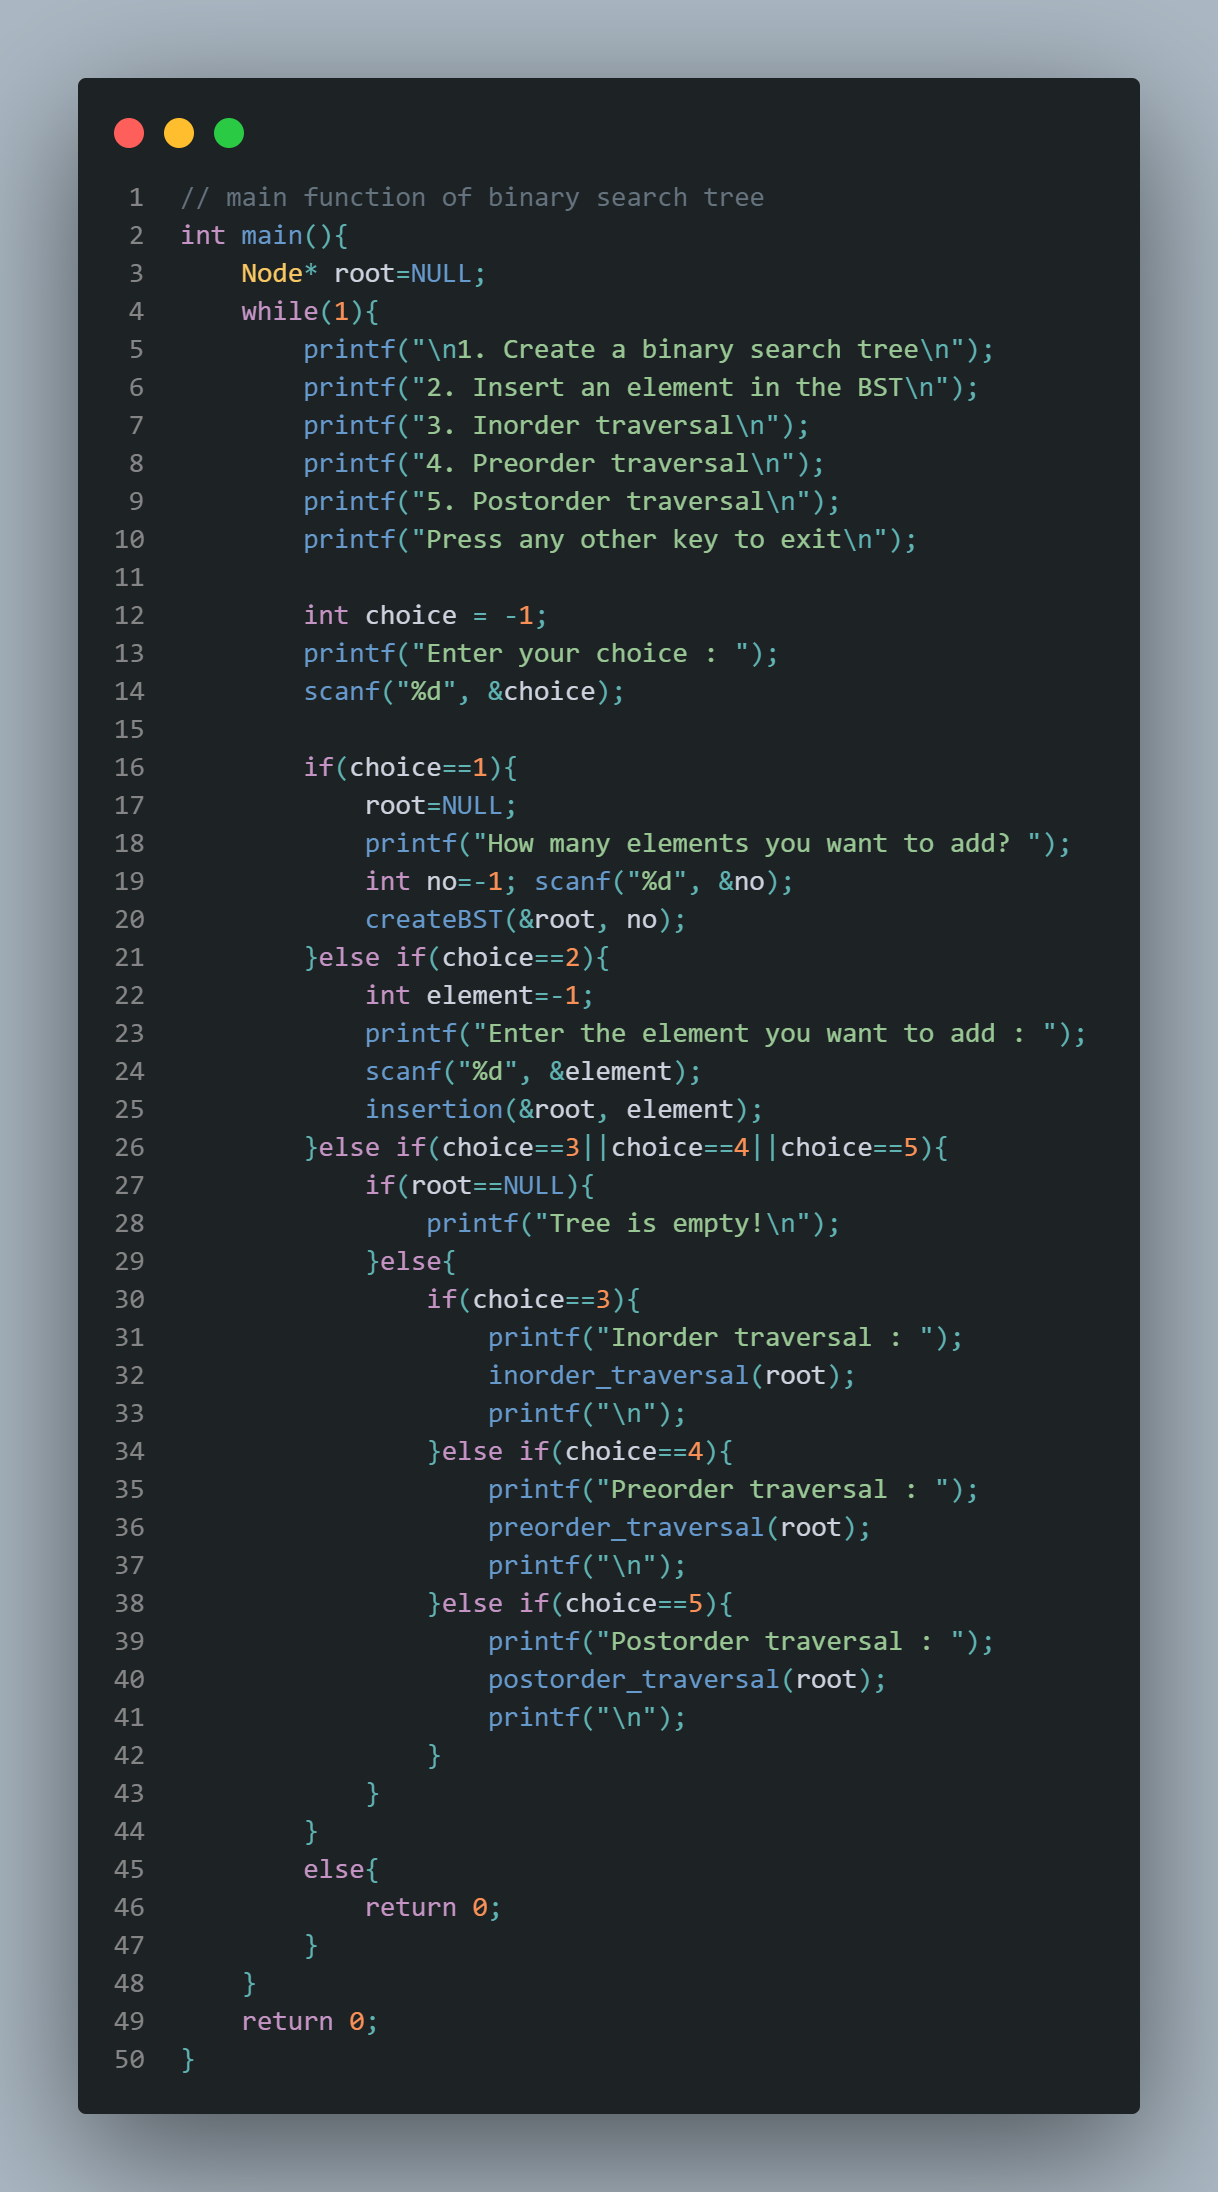 1 // main function of binary search tree
2 int main(){
3     Node* root=NULL;
4     while(1){
5         printf("\n1. Create a binary search tree\n");
6         printf("2. Insert an element in the BST\n");
7         printf("3. Inorder traversal\n");
8         printf("4. Preorder traversal\n");
9         printf("5. Postorder traversal\n");
10         printf("Press any other key to exit\n");
11
12         int choice = -1;
13         printf("Enter your choice : ");
14         scanf("%d", &choice);
15
16         if(choice==1){
17             root=NULL;
18             printf("How many elements you want to add? ");
19             int no=-1; scanf("%d", &no);
20             createBST(&root, no);
21         }else if(choice==2){
22             int element=-1;
23             printf("Enter the element you want to add : ");
24             scanf("%d", &element);
25             insertion(&root, element);
26         }else if(choice==3||choice==4||choice==5){
27             if(root==NULL){
28                 printf("Tree is empty!\n");
29             }else{
30                 if(choice==3){
31                     printf("Inorder traversal : ");
32                     inorder_traversal(root);
33                     printf("\n");
34                 }else if(choice==4){
35                     printf("Preorder traversal : ");
36                     preorder_traversal(root);
37                     printf("\n");
38                 }else if(choice==5){
39                     printf("Postorder traversal : ");
40                     postorder_traversal(root);
41                     printf("\n");
42                 }
43             }
44         }
45         else{
46             return 0;
47         }
48     }
49     return 0;
50 }